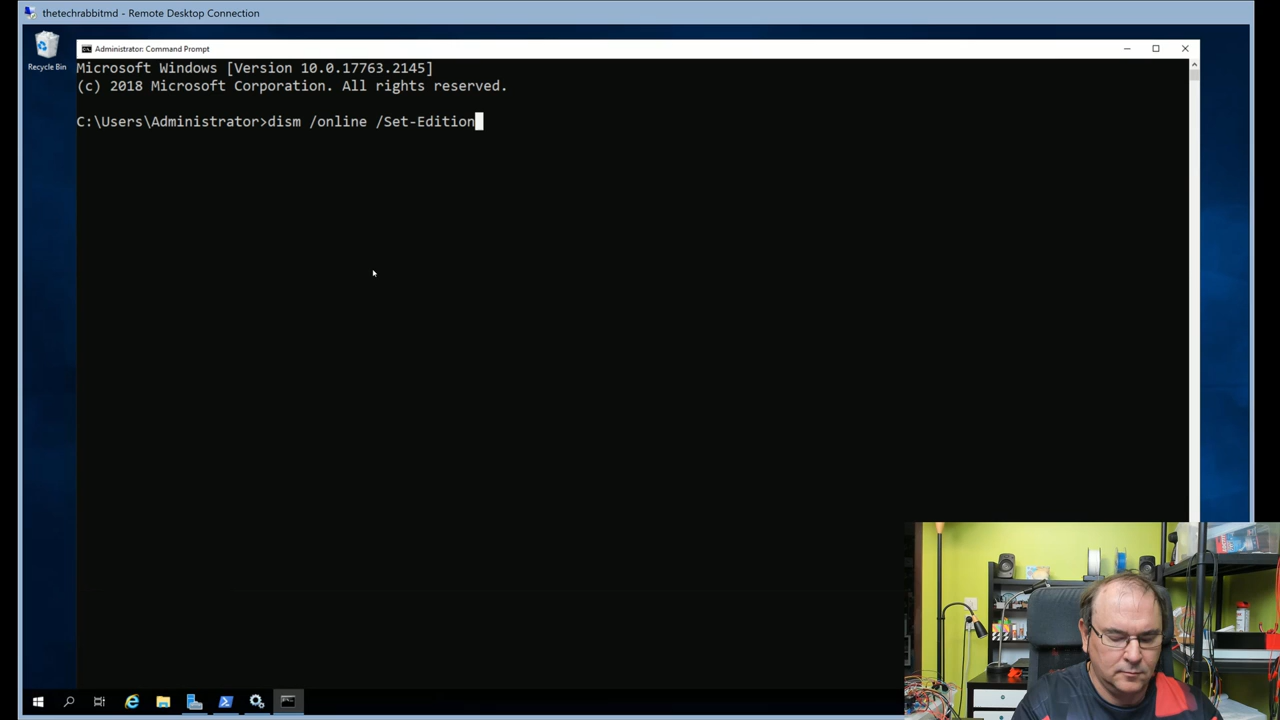 thetechrabbitmd - Remote Desktop Connection
Recycle Bin
Administrator: Command Prompt
Microsoft Windows [Version 10.0.17763.2145]
(c) 2018 Microsoft Corporation. All rights reserved.
C:\Users\Administrator>dism /online /Set-Edition